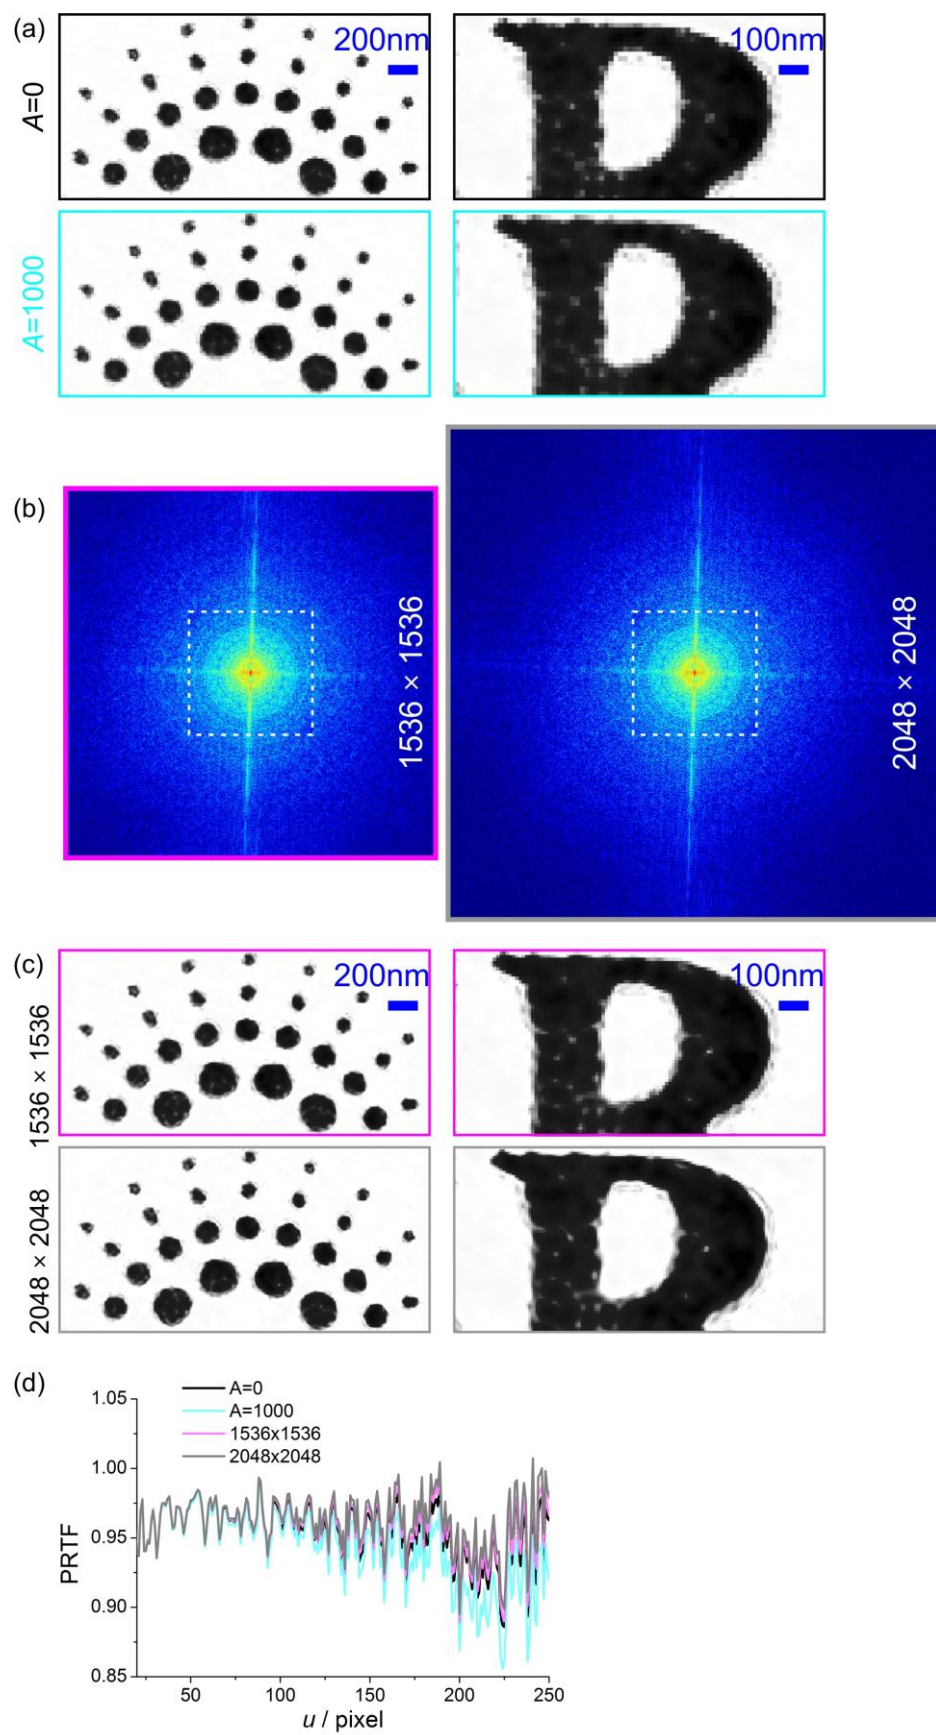 (a)
A=0
200nm
100nm
A=1000
(b)
1536 × 1536
2048 × 2048
(c)
1536 × 1536
200nm
100nm
2048 × 2048
(d)
A=0
A=1000
1536x1536
2048x2048
1.05
1.00
0.95
0.90
0.85
PRTF
50 100 150 200 250
u / pixel